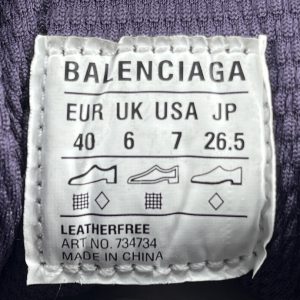 BALENCIAGA
EUR UK USA JP
40 6 7 26.5
LEATHERFREE
ART NO. 734734
MADE IN CHINA